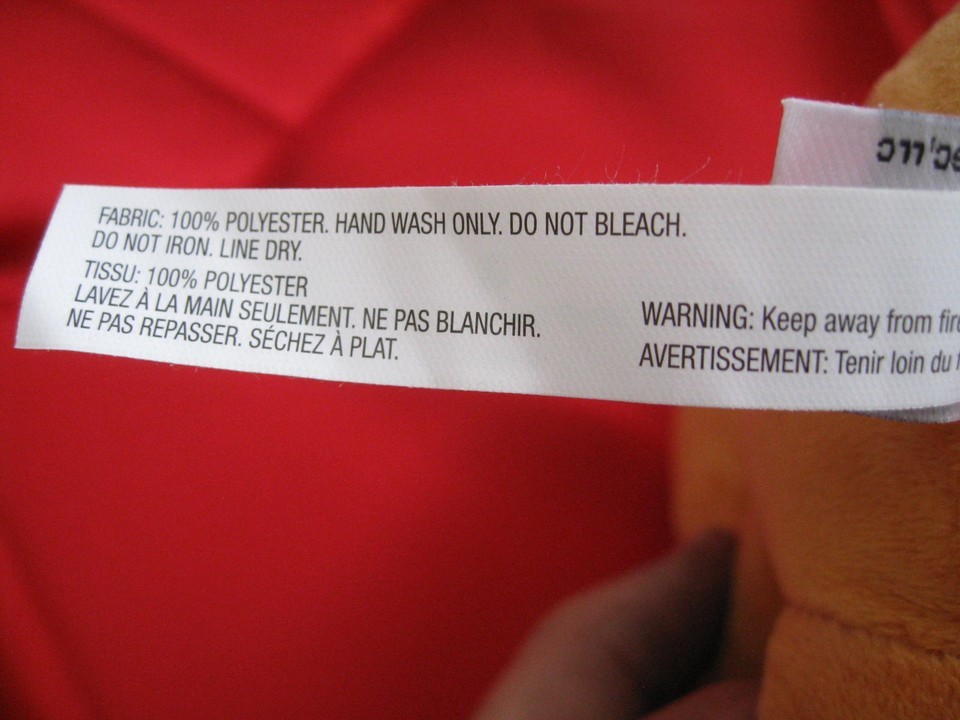 FABRIC: 100% POLYESTER. HAND WASH ONLY. DO NOT BLEACH.
DO NOT IRON. LINE DRY.
TISSU: 100% POLYESTER
LAVEZ À LA MAIN SEULEMENT. NE PAS BLANCHIR.
NE PAS REPASSER. SÉCHEZ À PLAT.
WARNING: Keep away from fire
AVERTISSEMENT: Tenir loin du